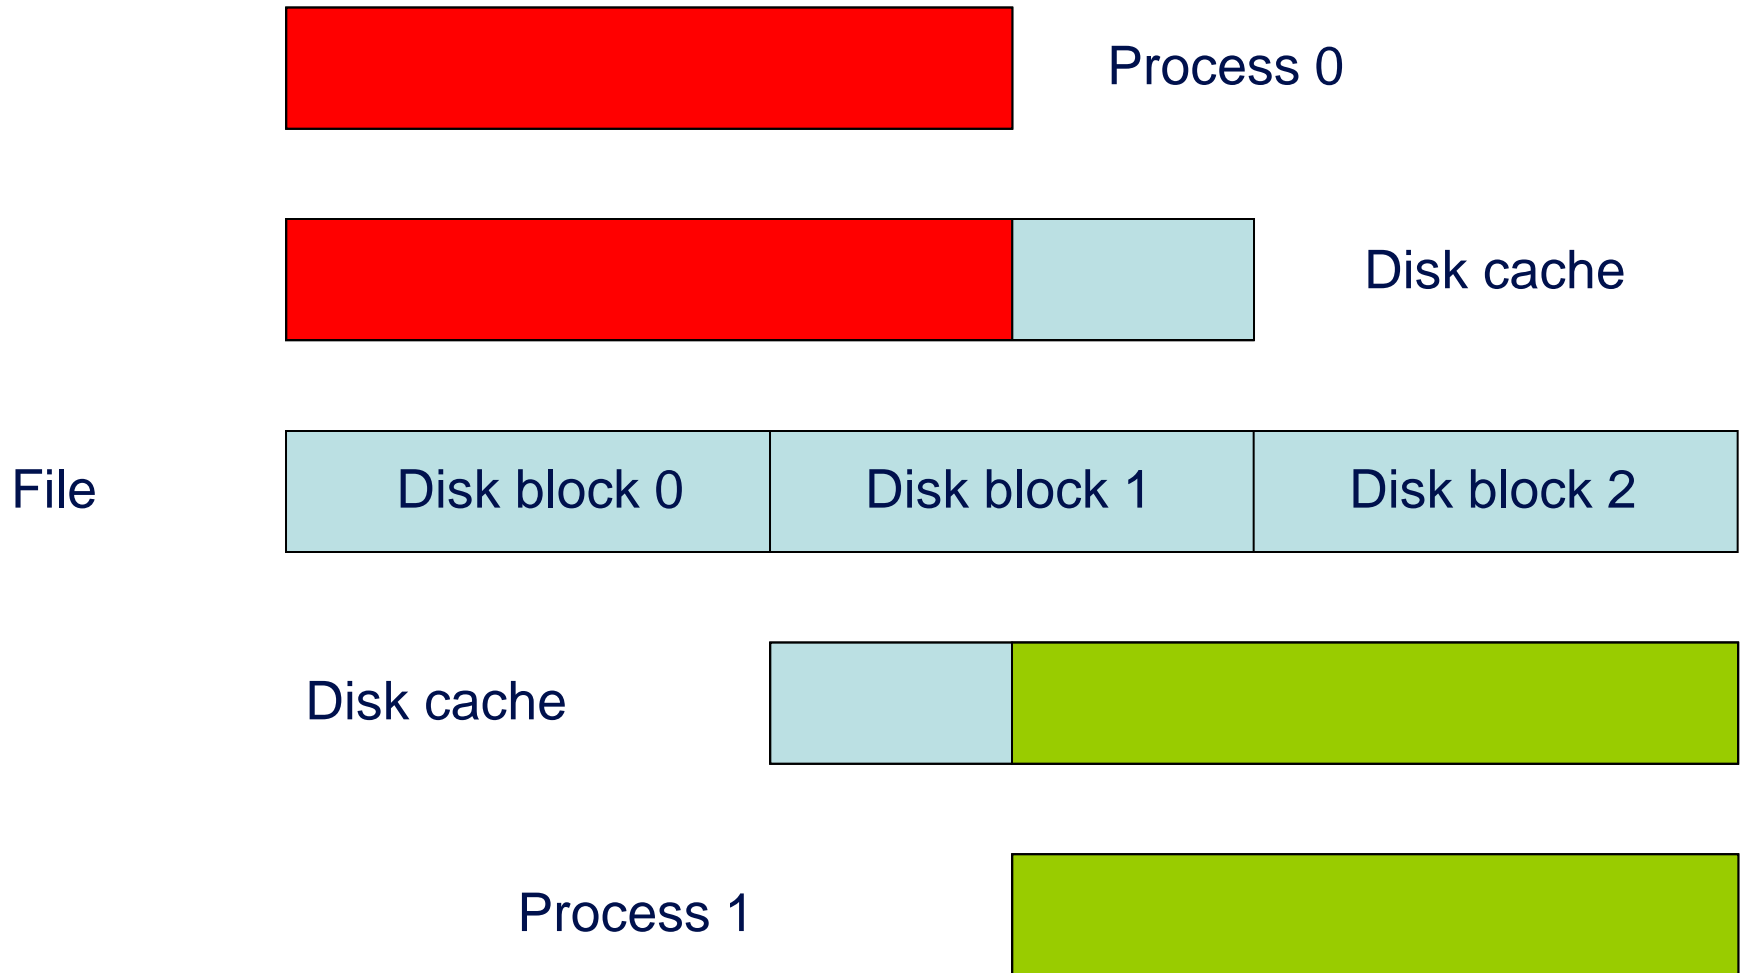 Process 0
Disk cache
File
Disk block 0
Disk block 1
Disk block 2
Disk cache
Process 1